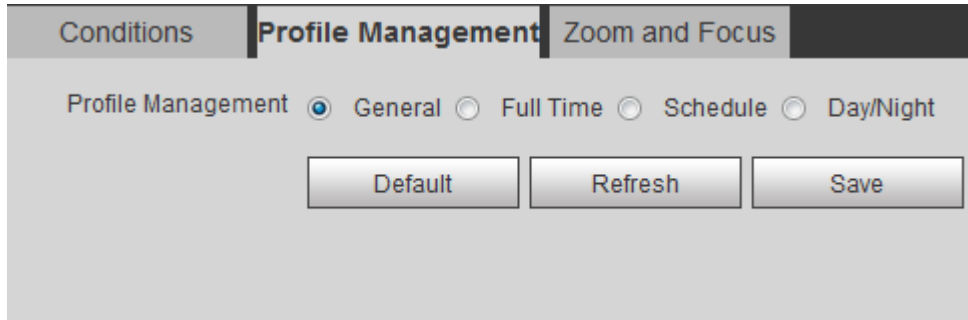 Conditions Profile Management Zoom and Focus
Profile Management General Full Time Schedule Day/Night
Default Refresh Save